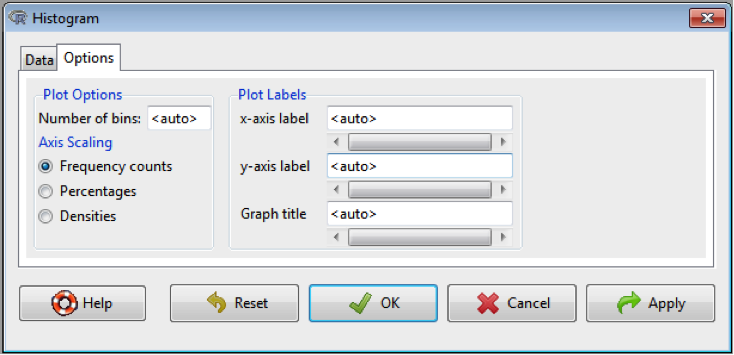 Histogram
Data Options
Plot Options
Number of bins: <auto>
Axis Scaling
Frequency counts
Percentages
Densities
Plot Labels
x-axis label <auto>
y-axis label <auto>
Graph title <auto>
Help Reset OK Cancel Apply